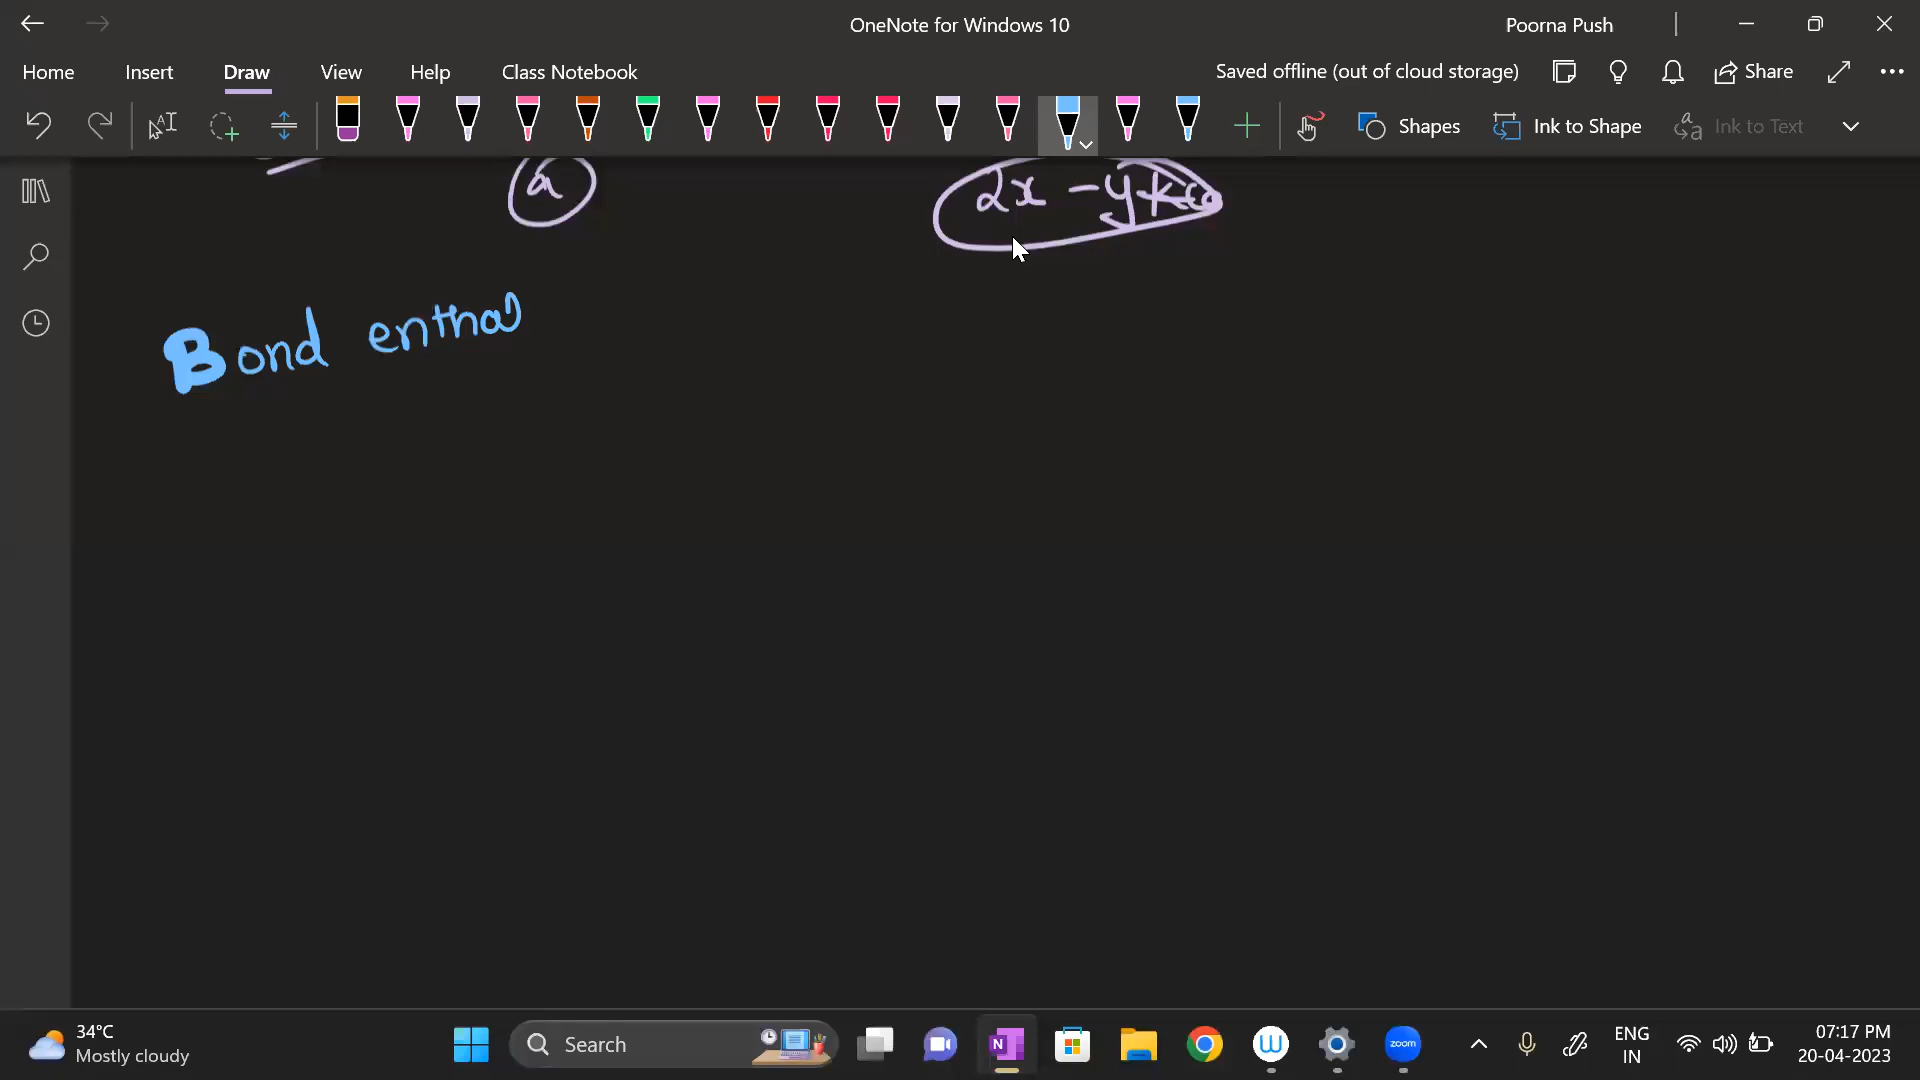 OneNote for Windows 10
Poorna Push
Home Insert Draw View Help Class Notebook
Saved offline (out of cloud storage)
Share
Shapes
Ink to Shape
Ink to Text
a
2x - y
Bond enthal
34°C
Mostly cloudy
Search
zoom
ENG
IN
07:17 PM
20-04-2023